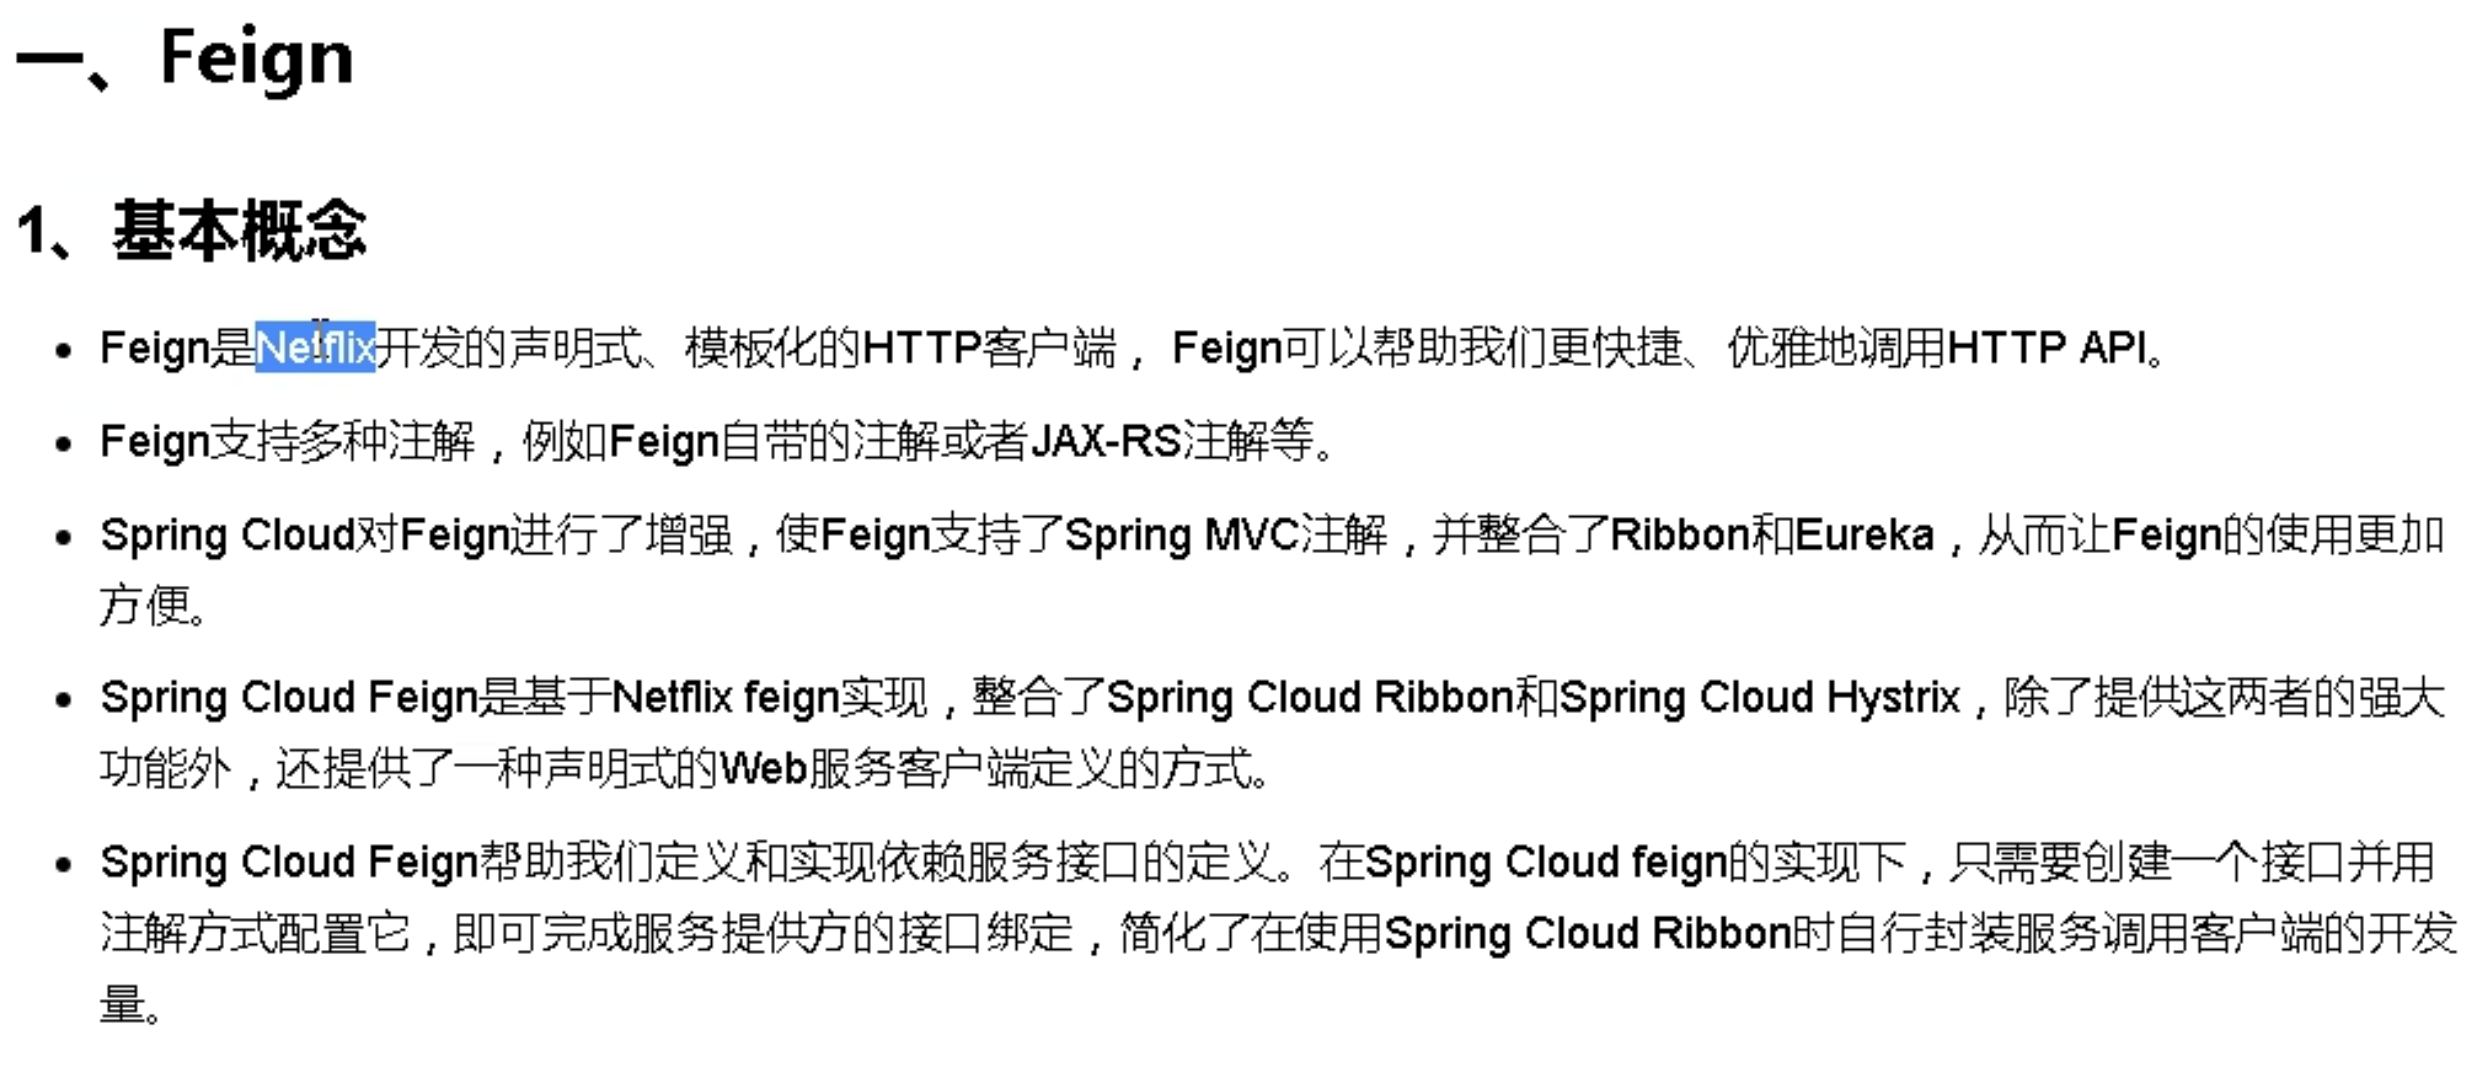 一、Feign
1、基本概念
• Feign是Netflix开发的声明式、模板化的HTTP客户端， Feign可以帮助我们更快捷、优雅地调用HTTP API。
• Feign支持多种注解，例如Feign自带的注解或者JAX-RS注解等。
• Spring Cloud对Feign进行了增强，使Feign支持了Spring MVC注解，并整合了Ribbon和Eureka，从而让Feign的使用更加
方便。
• Spring Cloud Feign是基于Netflix feign实现，整合了Spring Cloud Ribbon和Spring Cloud Hystrix，除了提供这两者的强大
功能外，还提供了一种声明式的Web服务客户端定义的方式。
• Spring Cloud Feign帮助我们定义和实现依赖服务接口的定义。在Spring Cloud feign的实现下，只需要创建一个接口并用
注解方式配置它，即可完成服务提供方的接口绑定，简化了在使用Spring Cloud Ribbon时自行封装服务调用客户端的开发
量。